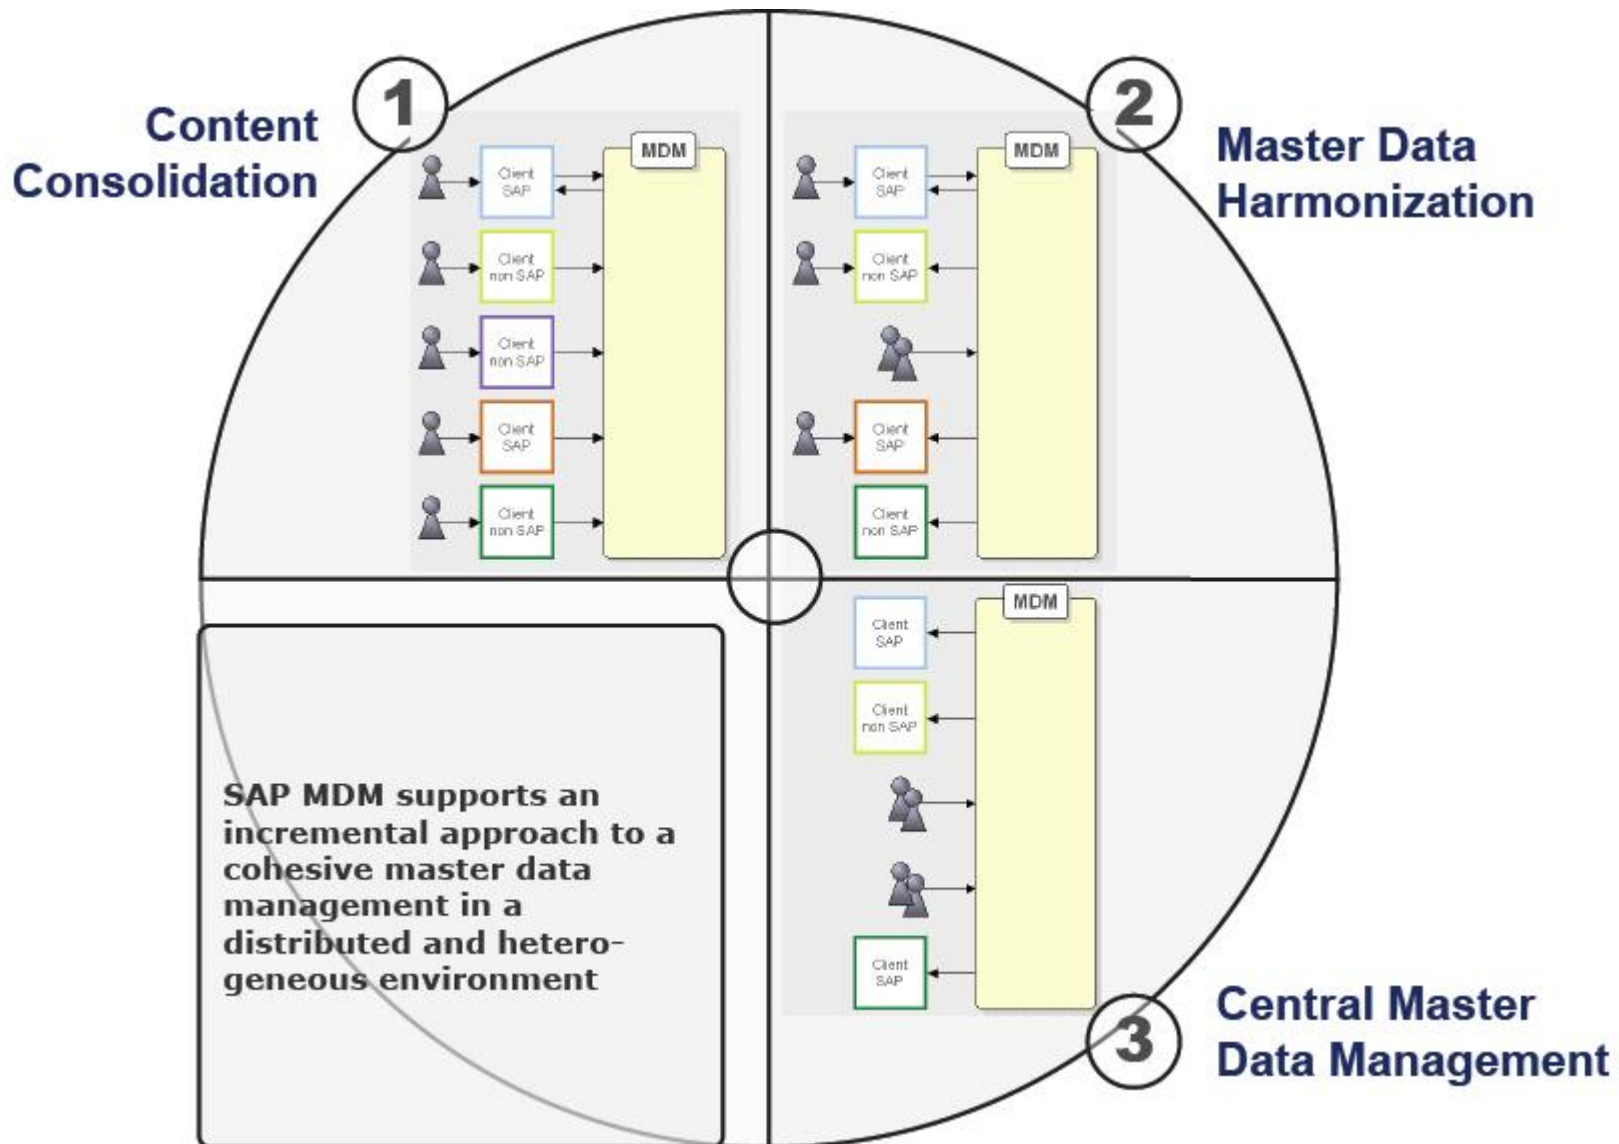 1
Content
Consolidation
MDM
Client
SAP
Client
non SAP
Client
non SAP
Client
SAP
Client
non SAP
2
Master Data
Harmonization
MDM
Client
SAP
Client
non SAP
Client
SAP
Client
non SAP
SAP MDM supports an
incremental approach to a
cohesive master data
management in a
distributed and hetero-
geneous environment
MDM
Client
SAP
Client
non SAP
Client
SAP
3
Central Master
Data Management